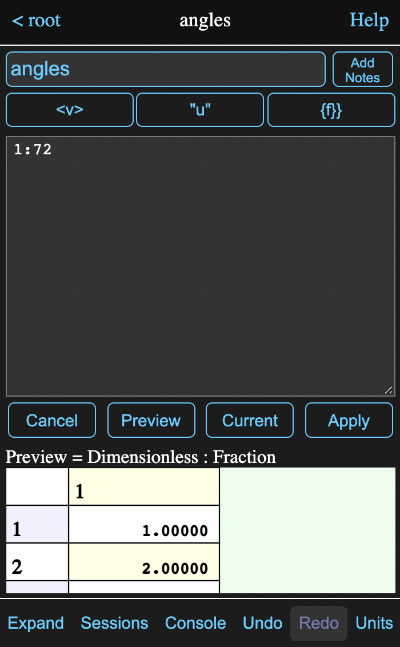 < root angles Help
angles Add Notes
<v> "u" {f}}
1:72
Cancel Preview Current Apply
Preview = Dimensionless : Fraction
1
1 1.00000
2 2.00000
Expand Sessions Console Undo Redo Units